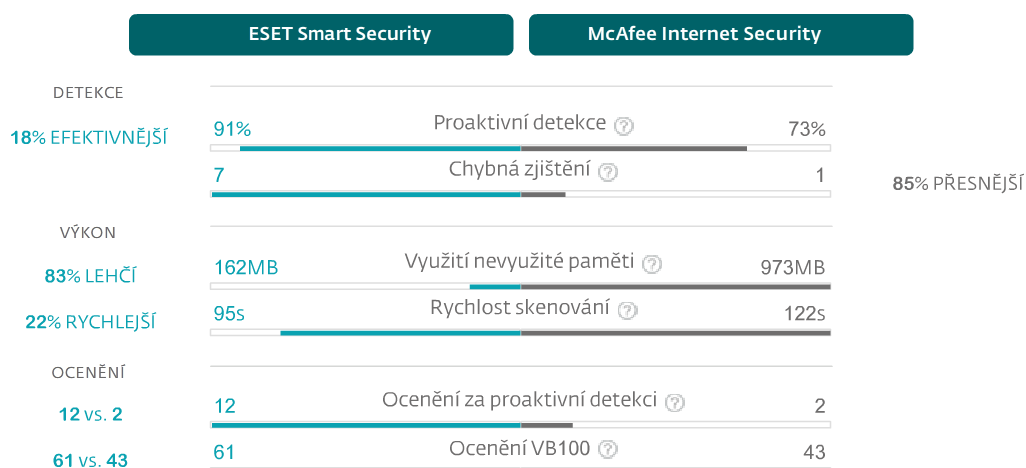 ESET Smart Security McAfee Internet Security
DETEKCE
18% EFEKTIVNĚJŠÍ 91% Proaktivní detekce ? 73%
7 Chybná zjištění ? 1 85% PŘESNĚJŠÍ
VÝKON
83% LEHČÍ 162MB Využití nevyužité paměti ? 973MB
22% RYCHLEJŠÍ 95s Rychlost skenování ? 122s
OCENĚNÍ
12 vs. 2 12 Ocenění za proaktivní detekci ? 2
61 vs. 43 61 Ocenění VB100 ? 43